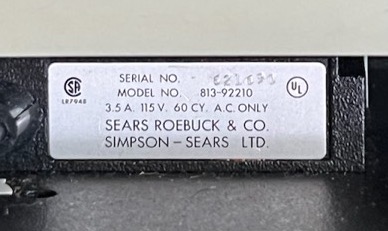 SERIAL NO.
MODEL NO. 813-92210
LR7948
3.5 A. 115 V. 60 CY. A.C. ONLY
SEARS ROEBUCK & CO.
SIMPSON – SEARS LTD.
UL